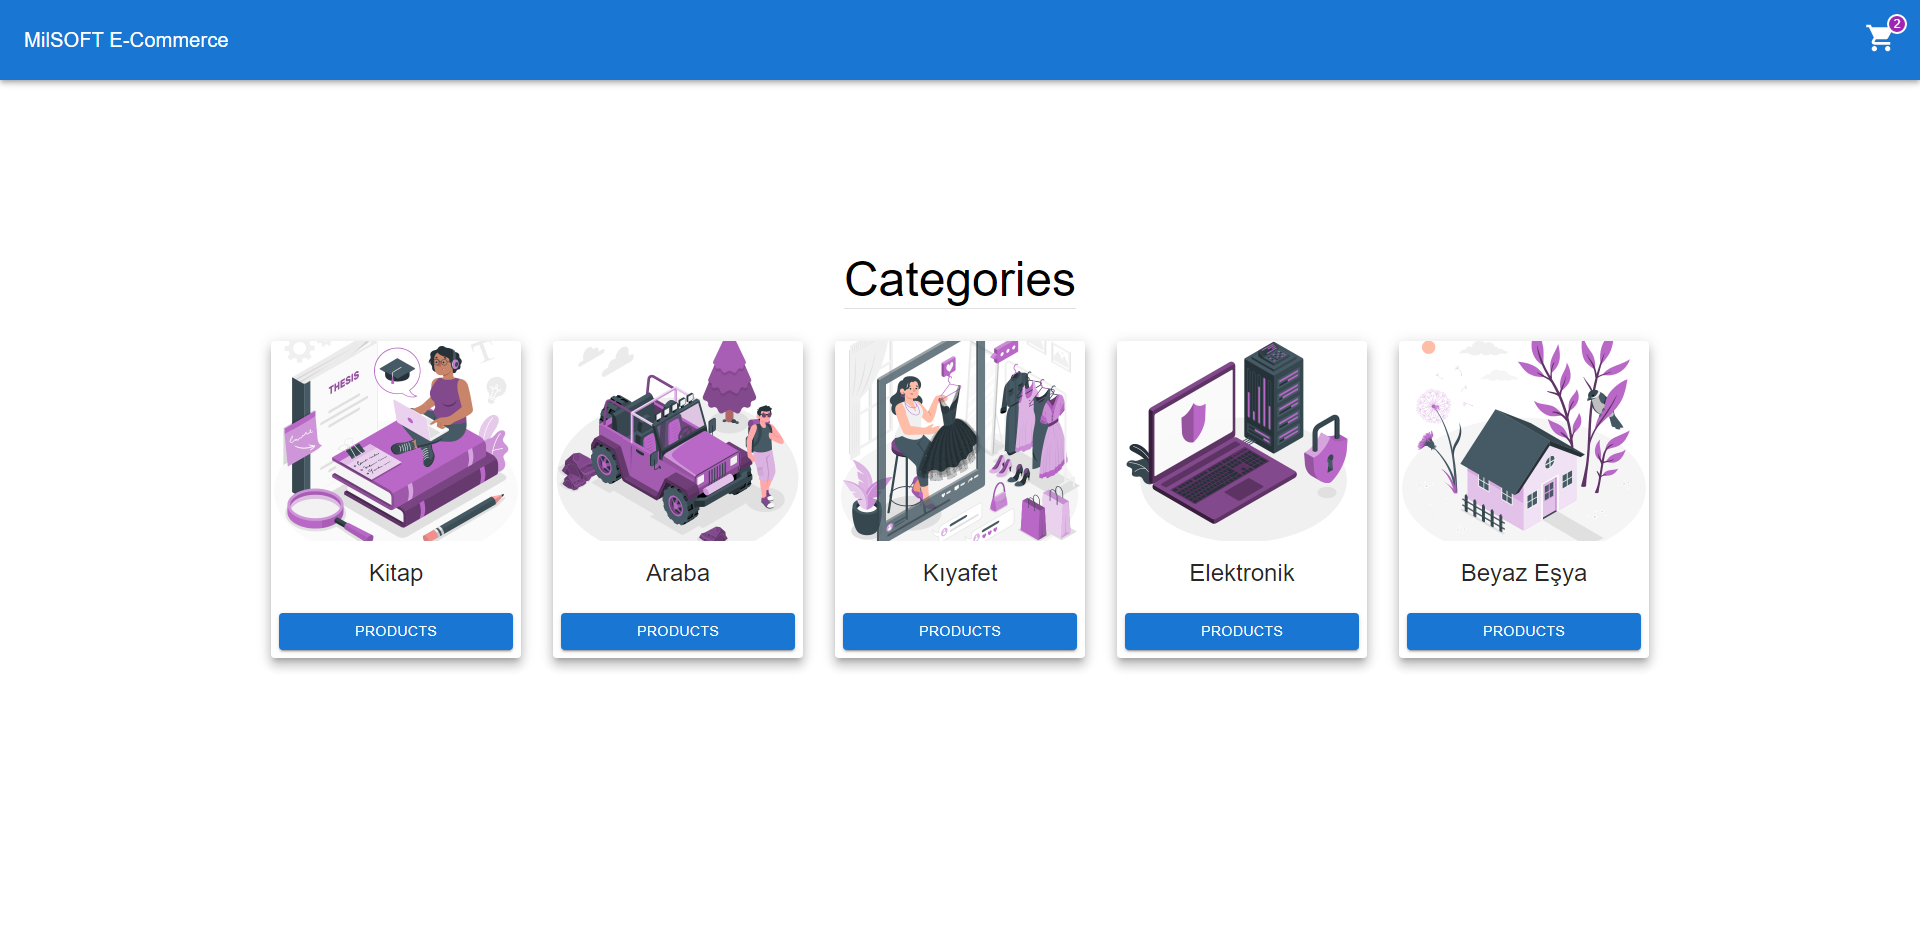 MilSOFT E-Commerce
2
Categories
THESIS
Kitap
Araba
Kıyafet
Elektronik
Beyaz Eşya
PRODUCTS
PRODUCTS
PRODUCTS
PRODUCTS
PRODUCTS